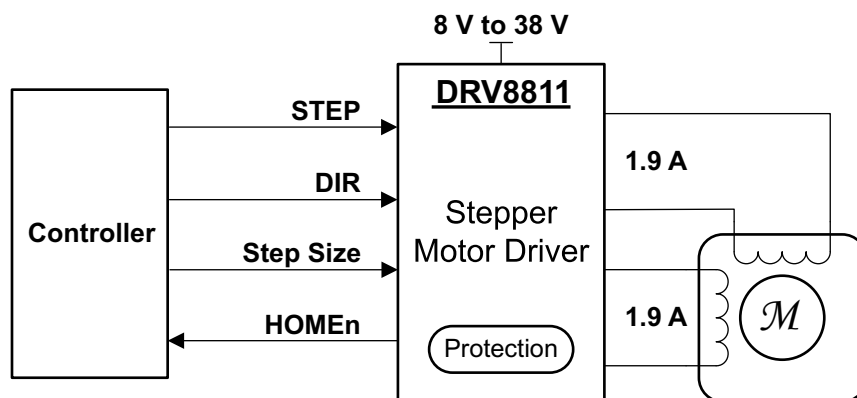 8 V to 38 V
DRV8811
STEP
1.9 A
DIR
Controller
Stepper
Motor Driver
Step Size
HOMEn
1.9 A
M
Protection